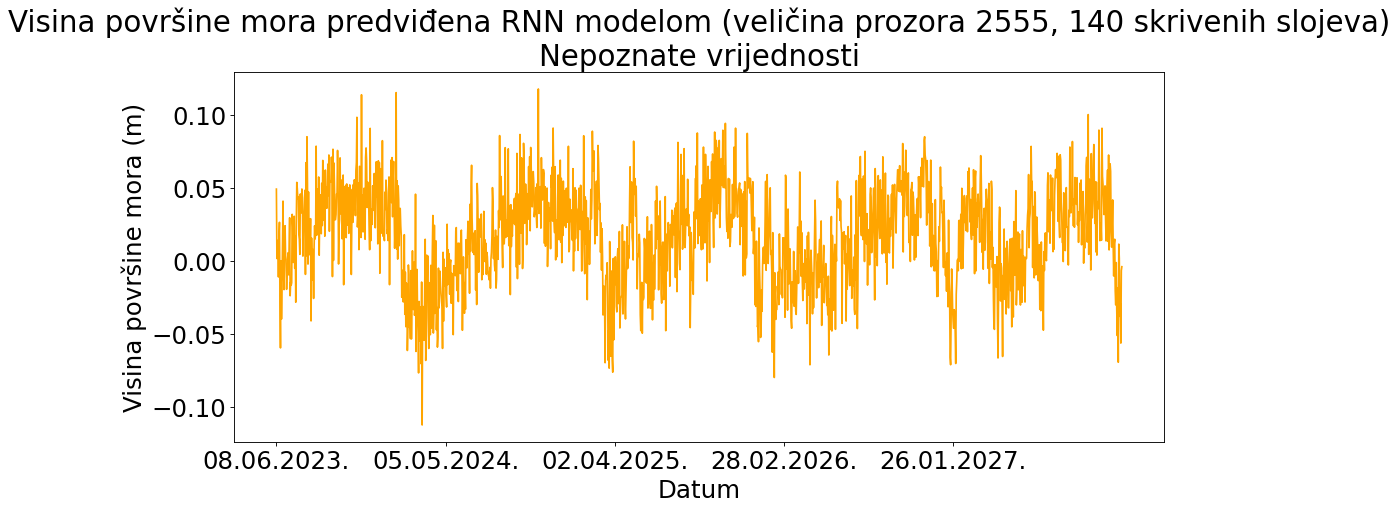 Visina površine mora predviđena RNN modelom (veličina prozora 2555, 140 skrivenih slojeva)
Nepoznate vrijednosti
Visina površine mora (m)
0.10
0.05
0.00
−0.05
−0.10
08.06.2023. 05.05.2024. 02.04.2025. 28.02.2026. 26.01.2027.
Datum